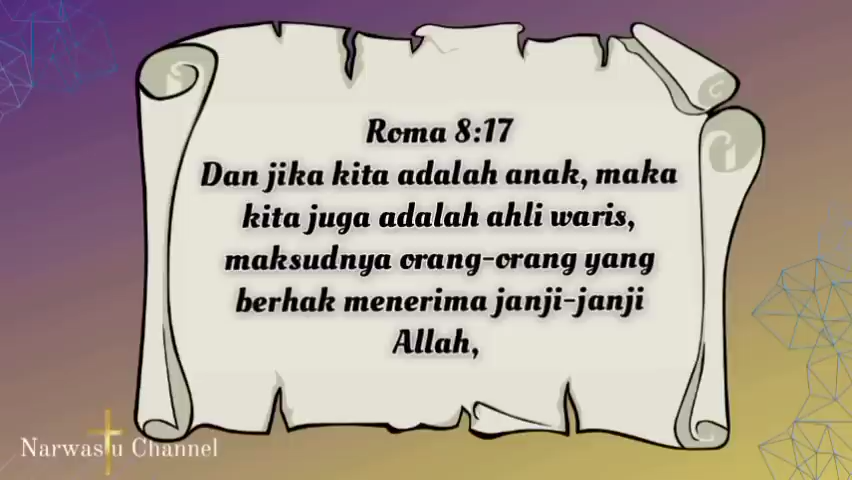 Roma 8:17
Dan jika kita adalah anak, maka
kita juga adalah ahli waris,
maksudnya orang-orang yang
berhak menerima janji-janji
Allah,
Narwastu Channel